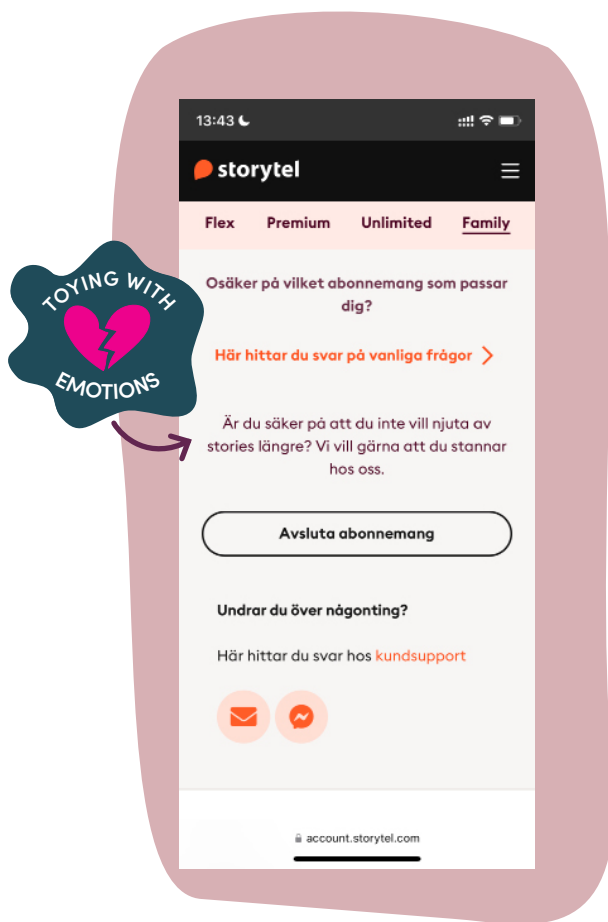 13:43
storytel
Flex Premium Unlimited Family
Osäker på vilket abonnemang som passar
dig?
Här hittar du svar på vanliga frågor
TOYING WITH
EMOTIONS
Är du säker på att du inte vill njuta av
stories längre? Vi vill gärna att du stannar
hos oss.
Avsluta abonnemang
Undrar du över någonting?
Här hittar du svar hos kundsupport
account.storytel.com